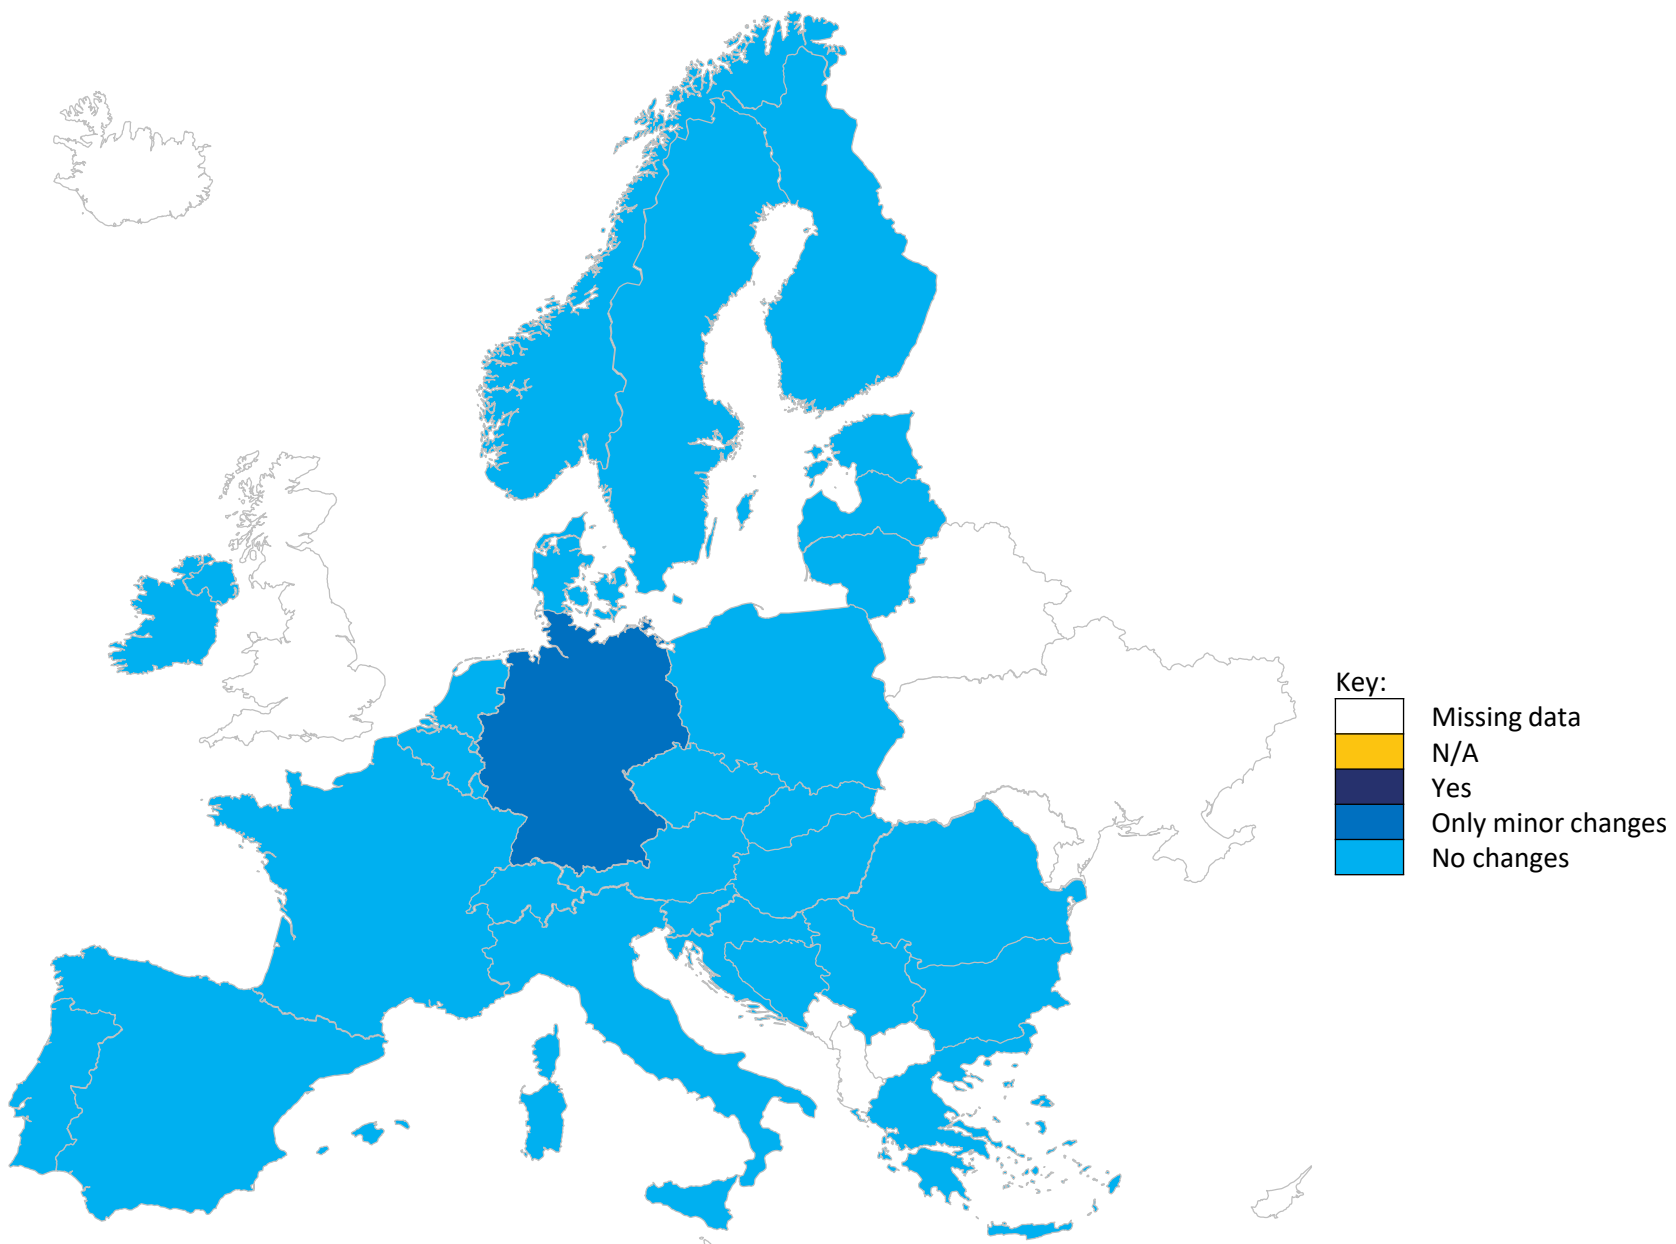 Key:
Missing data
N/A
Yes
Only minor changes
No changes